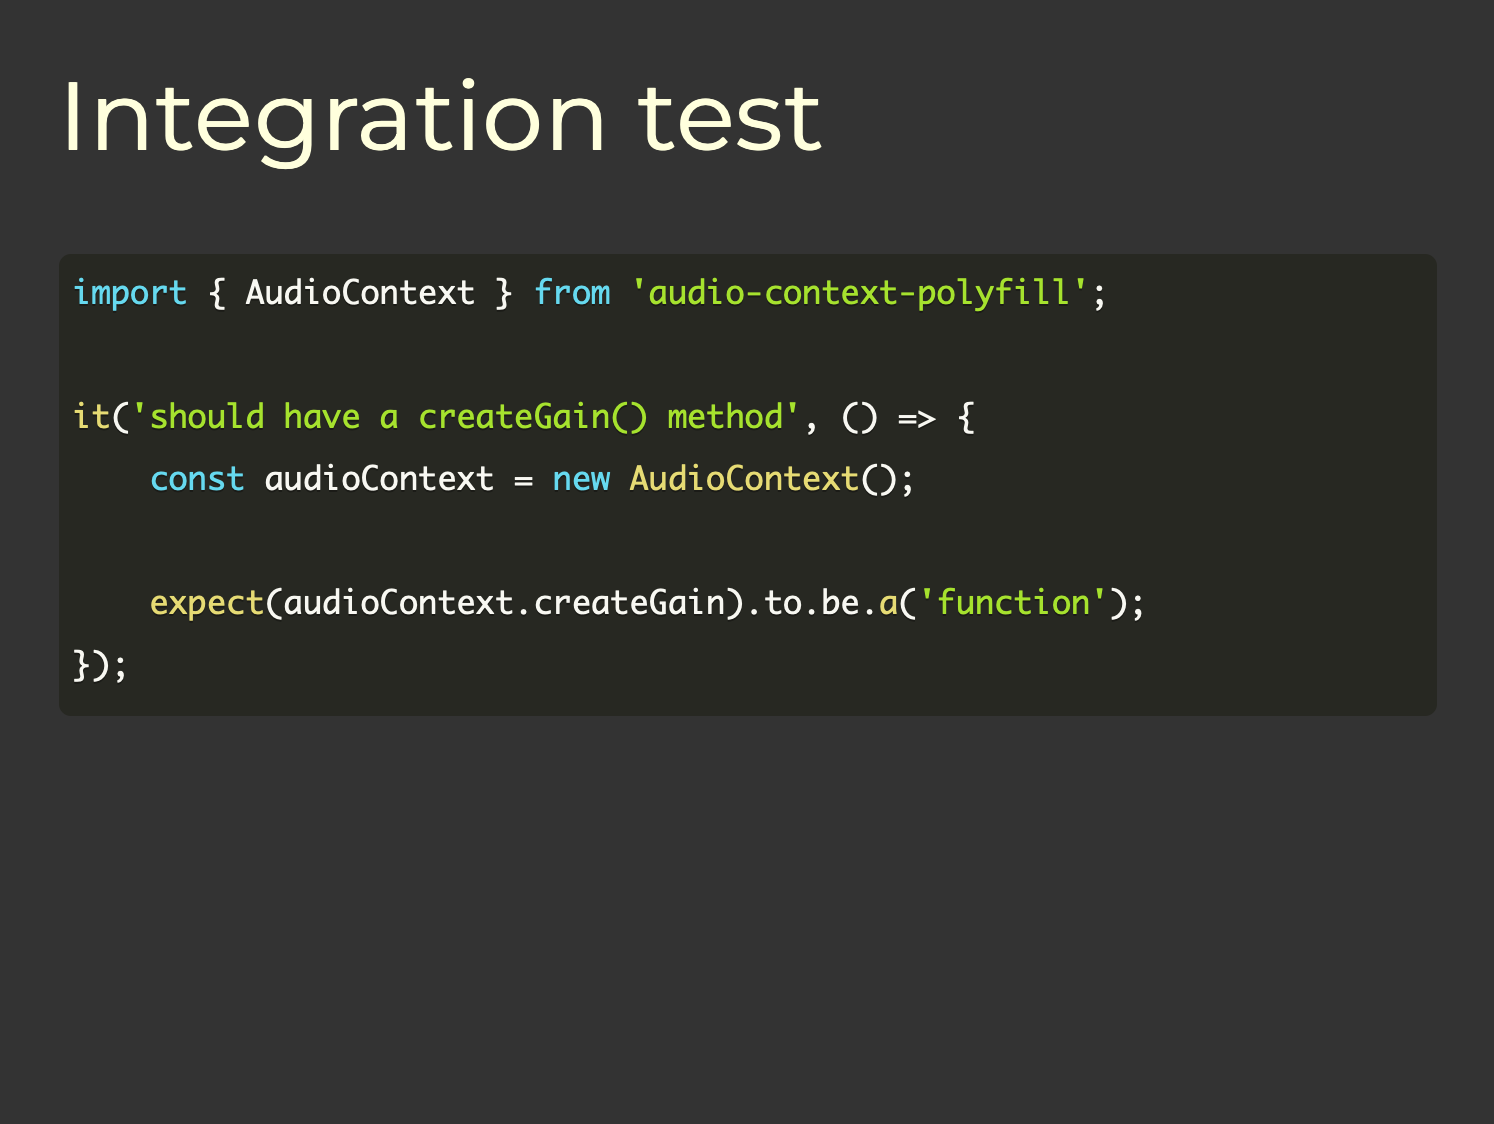 Integration test
import { AudioContext } from 'audio-context-polyfill';
it('should have a createGain() method', () => {
    const audioContext = new AudioContext();
    expect(audioContext.createGain).to.be.a('function');
});